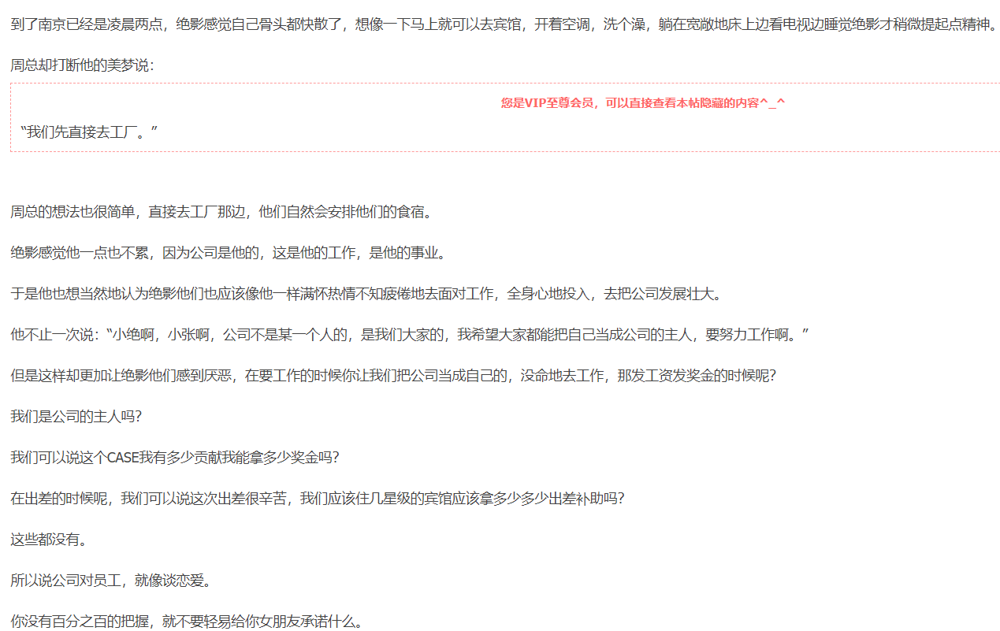 到了南京已经是凌晨两点，绝影感觉自己骨头都快散了，想像一下马上就可以去宾馆，开着空调，洗个澡，躺在宽敞地床上边看电视边睡觉绝影才稍微提起点精神。
周总却打断他的美梦说：
您是VIP至尊会员，可以直接查看本帖隐藏的内容^_^
“我们先直接去工厂。”
周总的想法也很简单，直接去工厂那边，他们自然会安排他们的食宿。
绝影感觉他一点也不累，因为公司是他的，这是他的工作，是他的事业。
于是他也想当然地认为绝影他们也应该像他一样满怀热情不知疲倦地去面对工作，全身心地投入，去把公司发展壮大。
他不止一次说：“小绝啊，小张啊，公司不是某一个人的，是我们大家的，我希望大家都能把自己当成公司的主人，要努力工作啊。”
但是这样却更加让绝影他们感到厌恶，在要工作的时候你让我们把公司当成自己的，没命地去工作，那发工资发奖金的时候呢？
我们是公司的主人吗？
我们可以说这个CASE我有多少贡献我能拿多少奖金吗？
在出差的时候呢，我们可以说这次出差很辛苦，我们应该住几星级的宾馆应该拿多少多少出差补助吗？
这些都没有。
所以说公司对员工，就像谈恋爱。
你没有百分之百的把握，就不要轻易给你女朋友承诺什么。